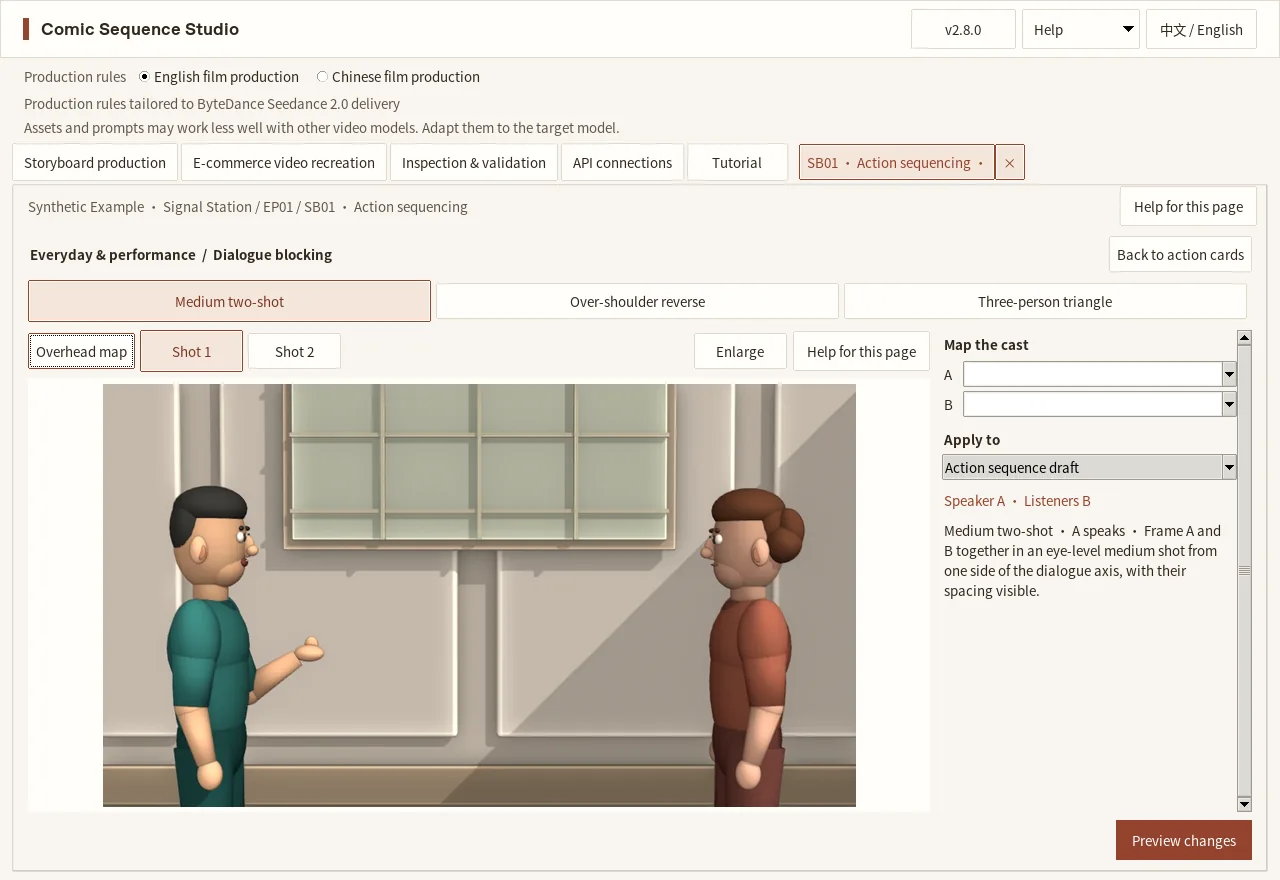 Comic Sequence Studio
v2.8.0
Help
中文 / English
Production rules
English film production
Chinese film production
Production rules tailored to ByteDance Seedance 2.0 delivery
Assets and prompts may work less well with other video models. Adapt them to the target model.
Storyboard production
E-commerce video recreation
Inspection & validation
API connections
Tutorial
SB01 · Action sequencing ·
×
Synthetic Example · Signal Station / EP01 / SB01 · Action sequencing
Help for this page
Everyday & performance / Dialogue blocking
Back to action cards
Medium two-shot
Over-shoulder reverse
Three-person triangle
Overhead map
Shot 1
Shot 2
Enlarge
Help for this page
Map the cast
A
B
Apply to
Action sequence draft
Speaker A · Listeners B
Medium two-shot · A speaks · Frame A and
B together in an eye-level medium shot from
one side of the dialogue axis, with their
spacing visible.
Preview changes